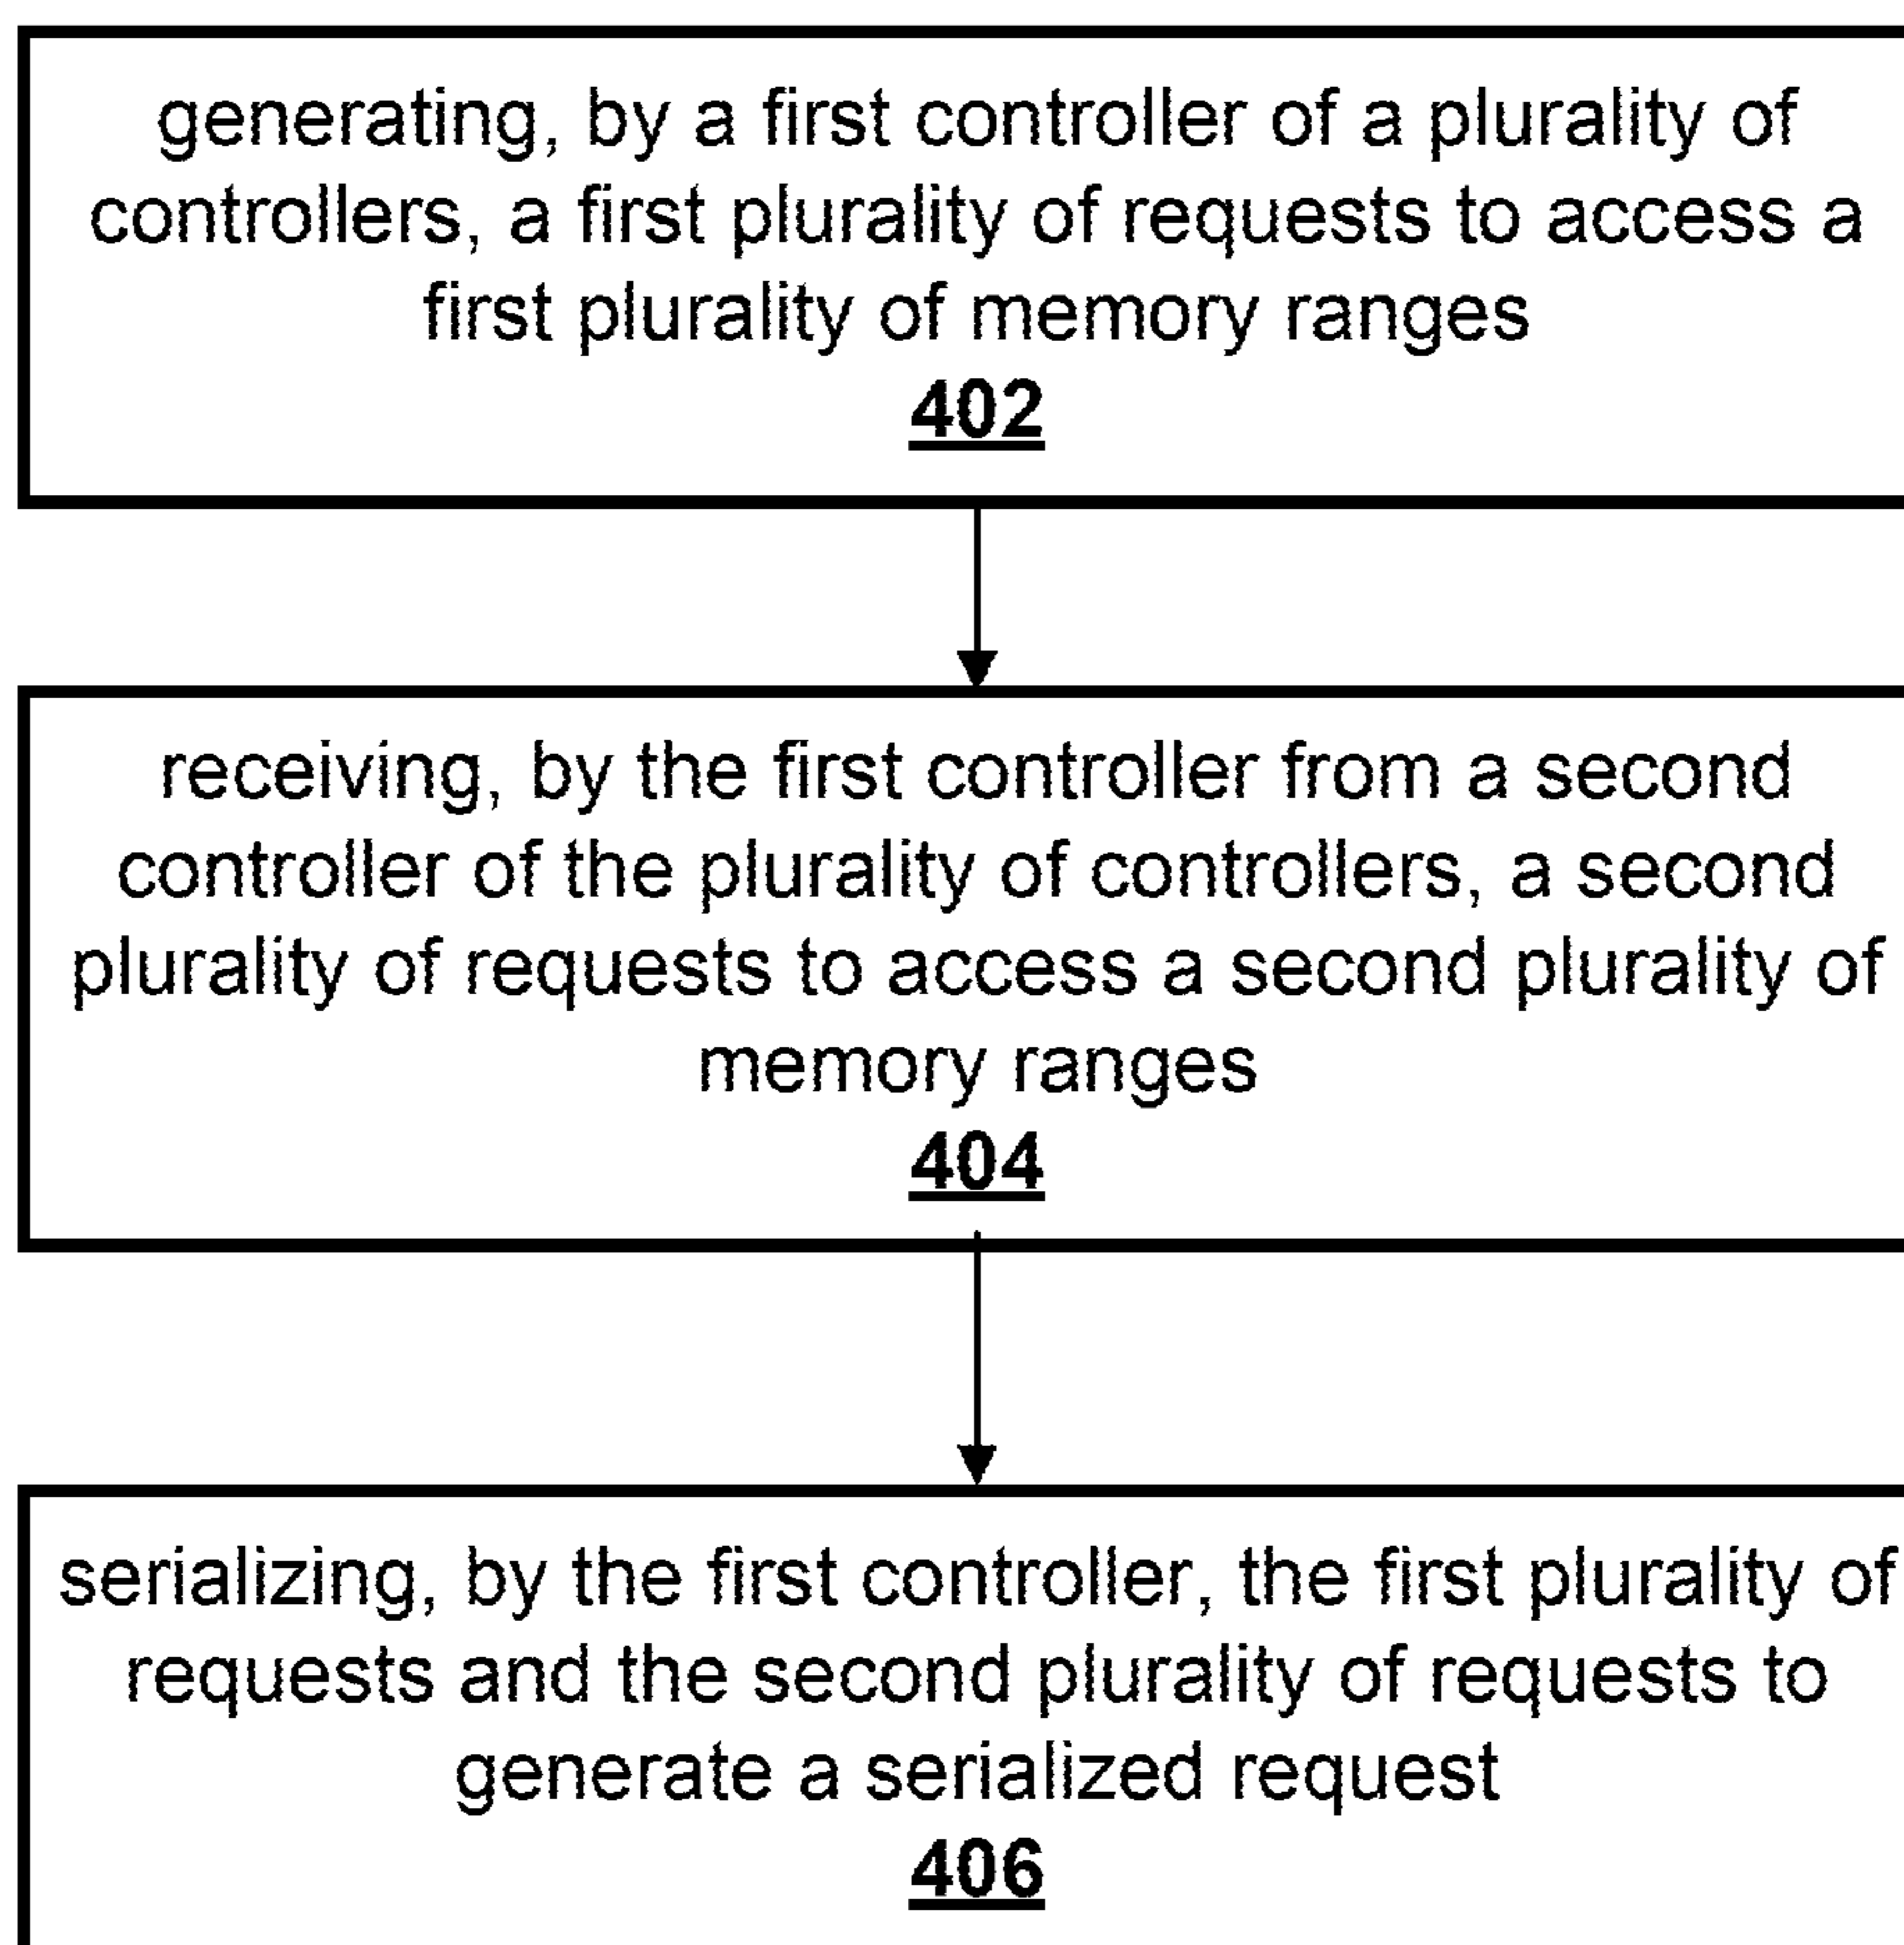 generating, by a first controller of a plurality of
controllers, a first plurality of requests to access a
first plurality of memory ranges
402
receiving, by the first controller from a second
controller of the plurality of controllers, a second
plurality of requests to access a second plurality of
memory ranges
404
serializing, by the first controller, the first plurality of
requests and the second plurality of requests to
generate a serialized request
406